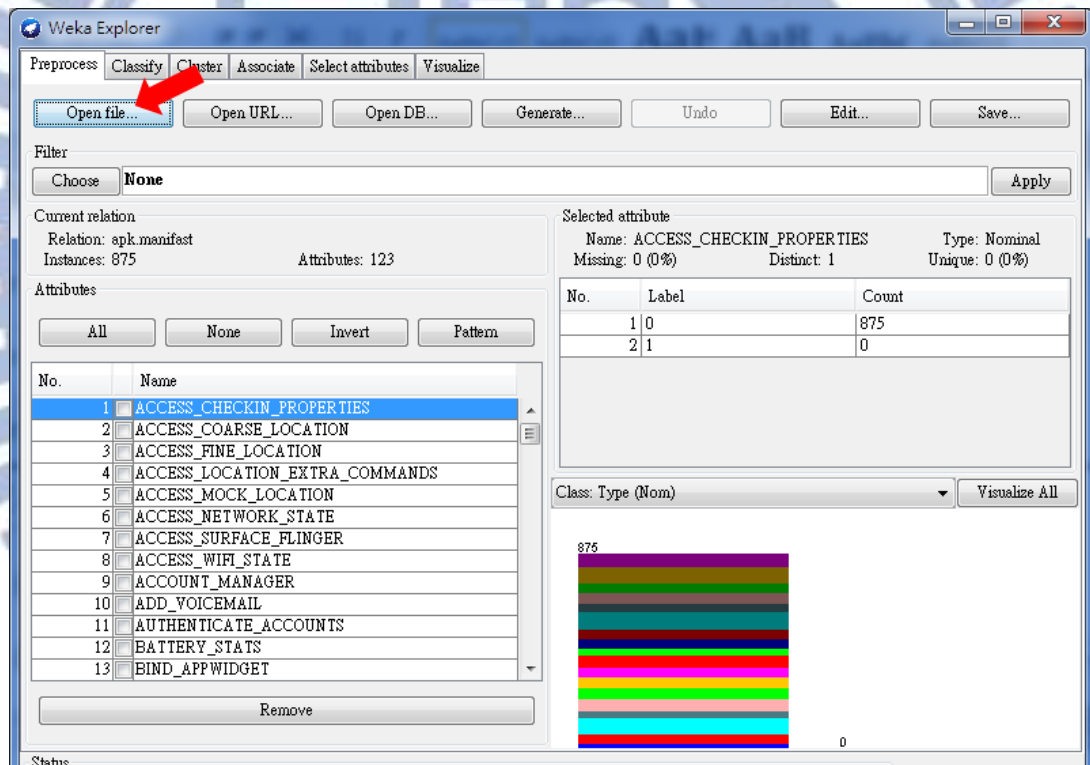 Weka Explorer
Preprocess Classify Cluster Associate Select attributes Visualize
Open file... Open URL... Open DB... Generate... Undo Edit... Save...
Filter
Choose None Apply
Current relation
Relation: apk.manifast
Instances: 875 Attributes: 123
Selected attribute
Name: ACCESS_CHECKIN_PROPERTIES Type: Nominal
Missing: 0 (0%) Distinct: 1 Unique: 0 (0%)
No. Label Count
1 0 875
2 1 0
Attributes
All None Invert Pattern
No. Name
1 ACCESS_CHECKIN_PROPERTIES
2 ACCESS_COARSE_LOCATION
3 ACCESS_FINE_LOCATION
4 ACCESS_LOCATION_EXTRA_COMMANDS
5 ACCESS_MOCK_LOCATION
6 ACCESS_NETWORK_STATE
7 ACCESS_SURFACE_FLINGER
8 ACCESS_WIFI_STATE
9 ACCOUNT_MANAGER
10 ADD_VOICEMAIL
11 AUTHENTICATE_ACCOUNTS
12 BATTERY_STATS
13 BIND_APPWIDGET
Remove
Class: Type (Nom) Visualize All
875
0
Status